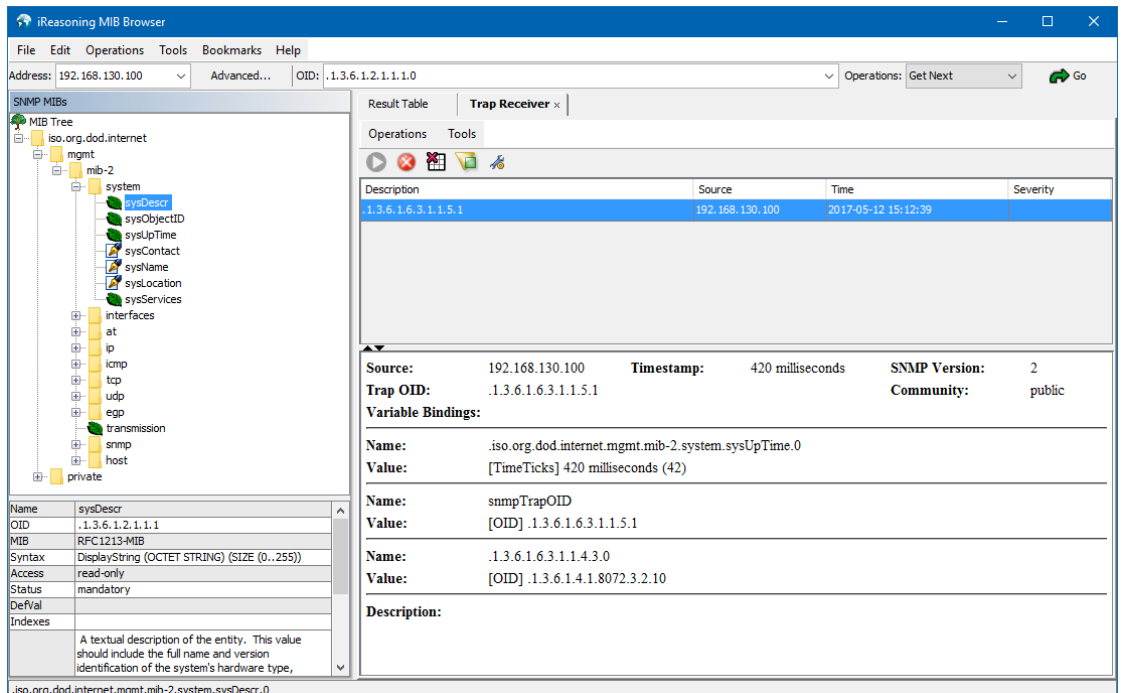 iReasoning MIB Browser
File Edit Operations Tools Bookmarks Help
Address: 192.168.130.100 Advanced... OID: .1.3.6.1.2.1.1.1.0 Operations: Get Next Go
SNMP MIBs
MIB Tree
iso.org.dod.internet
mgmt
mib-2
system
sysDescr
sysObjectID
sysUpTime
sysContact
sysName
sysLocation
sysServices
interfaces
at
ip
icmp
tcp
udp
egp
transmission
snmp
host
private
Name sysDescr
OID .1.3.6.1.2.1.1.1
MIB RFC1213-MIB
Syntax DisplayString (OCTET STRING) (SIZE (0..255))
Access read-only
Status mandatory
DefVal
Indexes
A textual description of the entity. This value
should include the full name and version
identification of the system's hardware type,
Result Table Trap Receiver ×
Operations Tools
Description Source Time Severity
.1.3.6.1.6.3.1.1.5.1 192.168.130.100 2017-05-12 15:12:39
Source: 192.168.130.100 Timestamp: 420 milliseconds SNMP Version: 2
Trap OID: .1.3.6.1.6.3.1.1.5.1 Community: public
Variable Bindings:
Name: .iso.org.dod.internet.mgmt.mib-2.system.sysUpTime.0
Value: [TimeTicks] 420 milliseconds (42)
Name: snmpTrapOID
Value: [OID] .1.3.6.1.6.3.1.1.5.1
Name: .1.3.6.1.6.3.1.1.4.3.0
Value: [OID] .1.3.6.1.4.1.8072.3.2.10
Description:
.iso.org.dod.internet.mgmt.mib-2.system.sysDescr.0